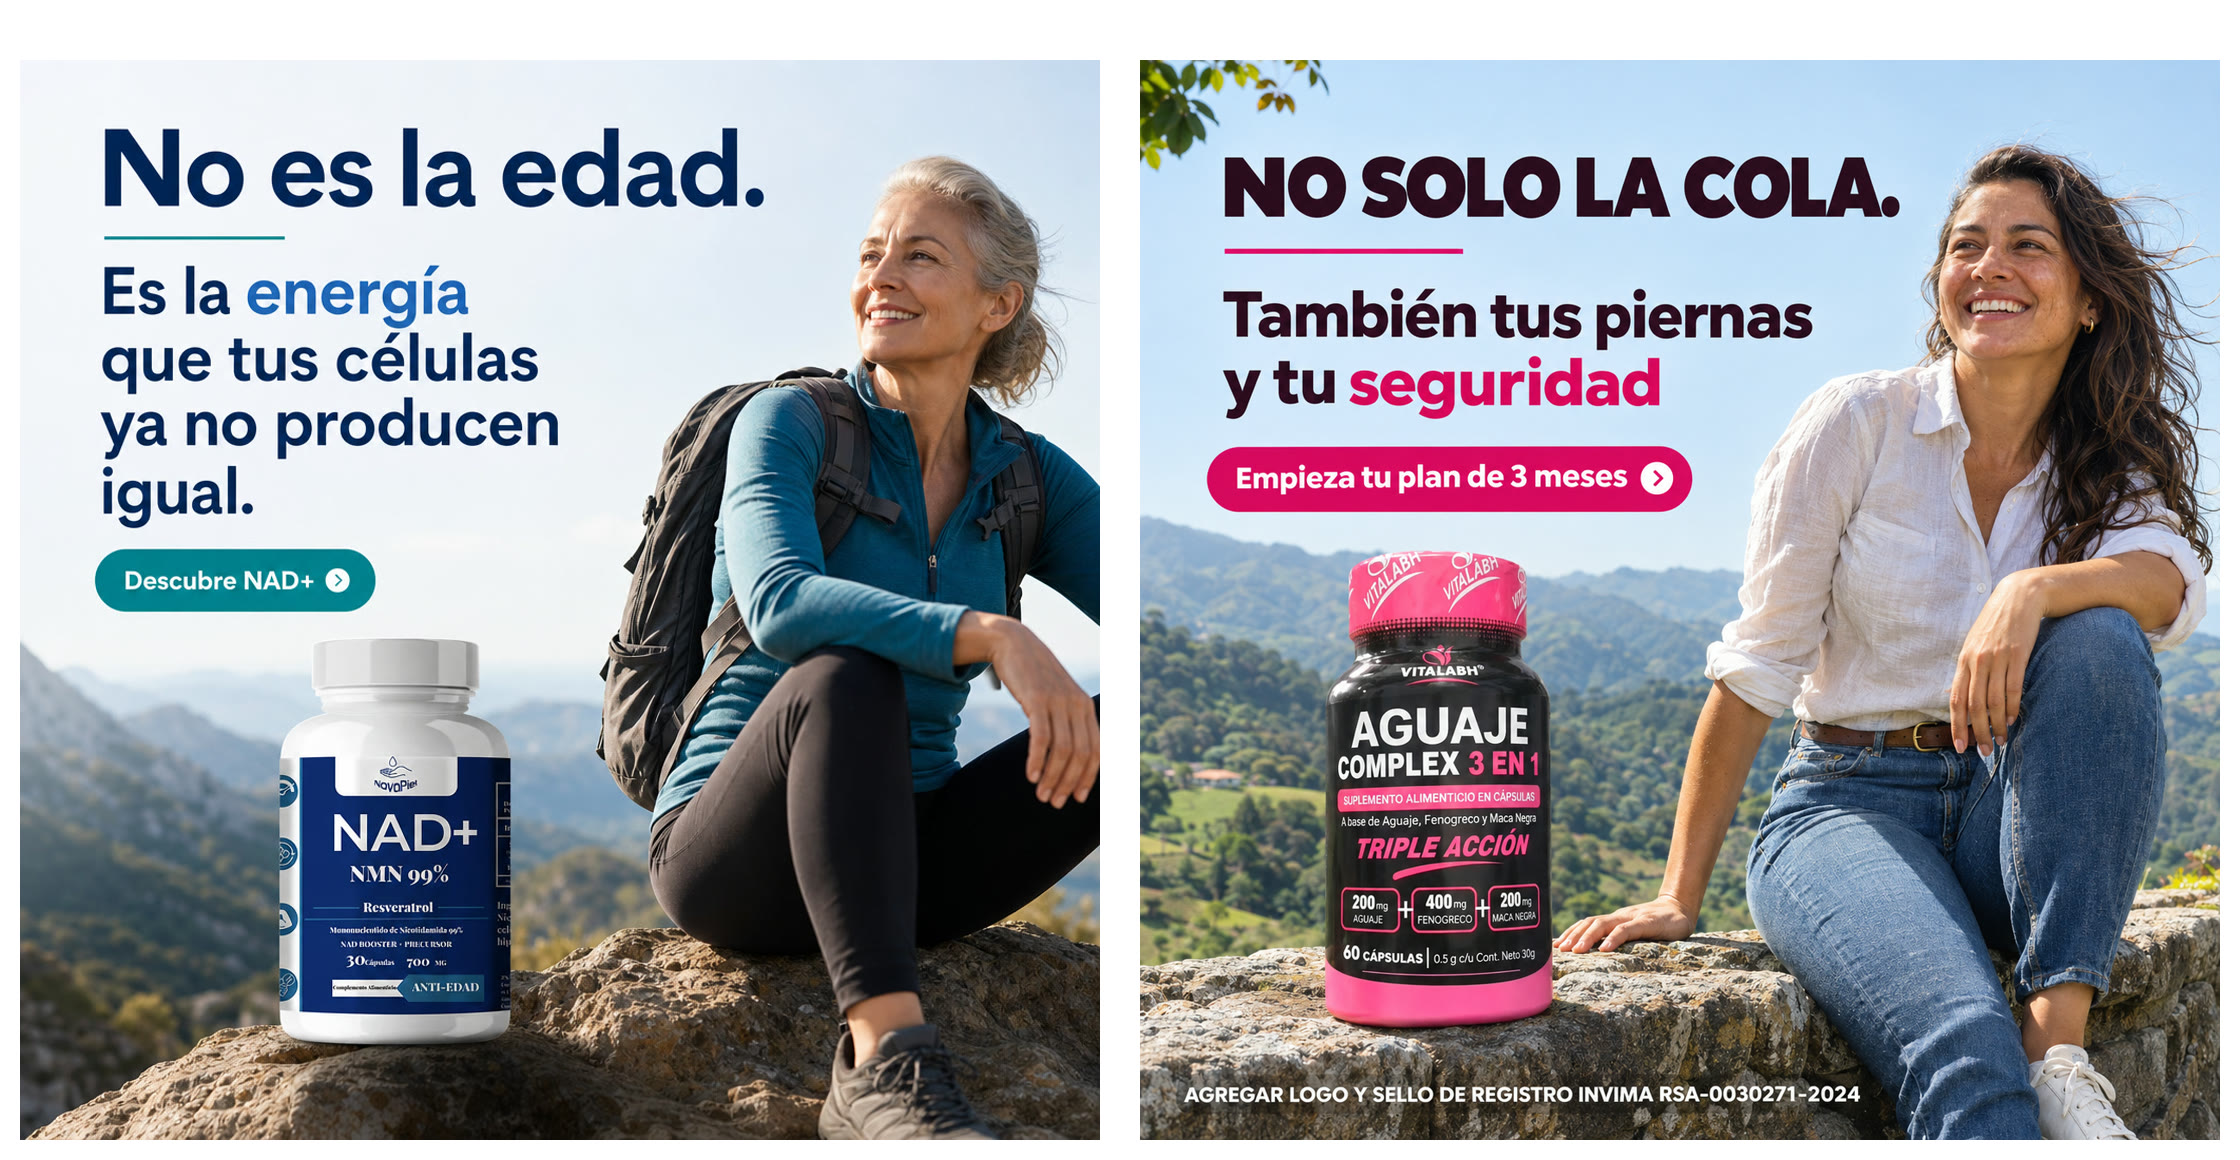 No es la edad.
Es la energía
que tus células
ya no producen
igual.
Descubre NAD+
NovaPiel
NAD+
NMN 99%
Resveratrol
Mononucleótido de Nicotidamida 99%
NAD BOOSTER • PRECURSOR
30 Cápsulas 700 MG
Complemento Alimenticio
ANTI-EDAD
NO SOLO LA COLA.
También tus piernas
y tu seguridad
Empieza tu plan de 3 meses
VITALABH VITALABH
VITALABH®
AGUAJE
COMPLEX 3 EN 1
SUPLEMENTO ALIMENTICIO EN CÁPSULAS
A base de Aguaje, Fenogreco y Maca Negra
TRIPLE ACCIÓN
200 mg + 400 mg + 200 mg
AGUAJE FENOGRECO MACA NEGRA
60 CÁPSULAS | 0.5 g c/u Cont. Neto 30g
AGREGAR LOGO Y SELLO DE REGISTRO INVIMA RSA-0030271-2024